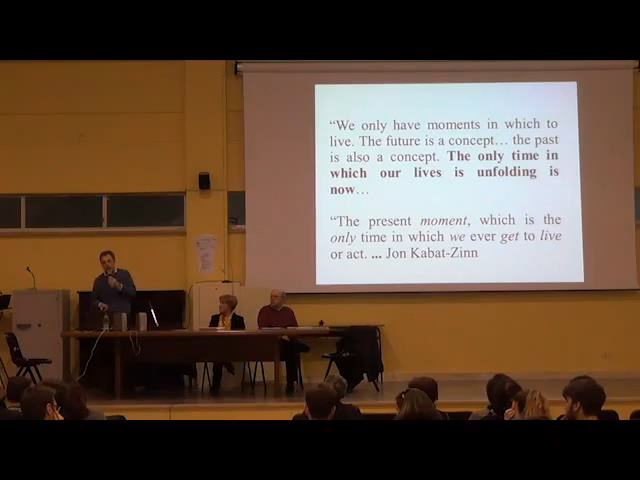 “We only have moments in which to
live. The future is a concept… the past
is also a concept. The only time in
which our lives is unfolding is
now…
“The present moment, which is the
only time in which we ever get to live
or act. ... Jon Kabat-Zinn